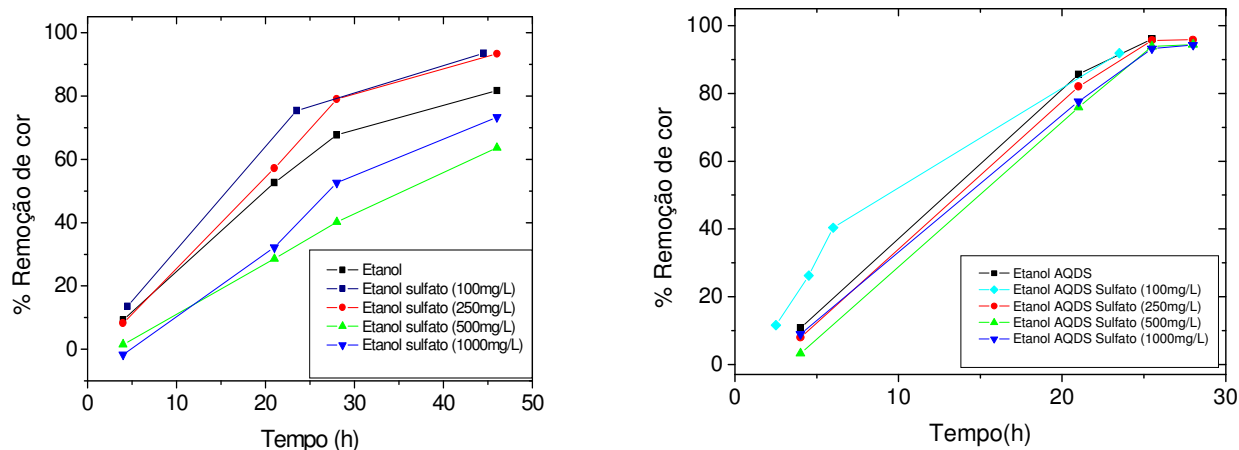 % Remoção de cor
100
80
60
40
20
0
0 10 20 30 40 50
Tempo (h)
Etanol
Etanol sulfato (100mg/L)
Etanol sulfato (250mg/L)
Etanol sulfato (500mg/L)
Etanol sulfato (1000mg/L)
% Remoção de cor
100
80
60
40
20
0
0 10 20 30
Tempo(h)
Etanol AQDS
Etanol AQDS Sulfato (100mg/L)
Etanol AQDS Sulfato (250mg/L)
Etanol AQDS Sulfato (500mg/L)
Etanol AQDS Sulfato (1000mg/L)